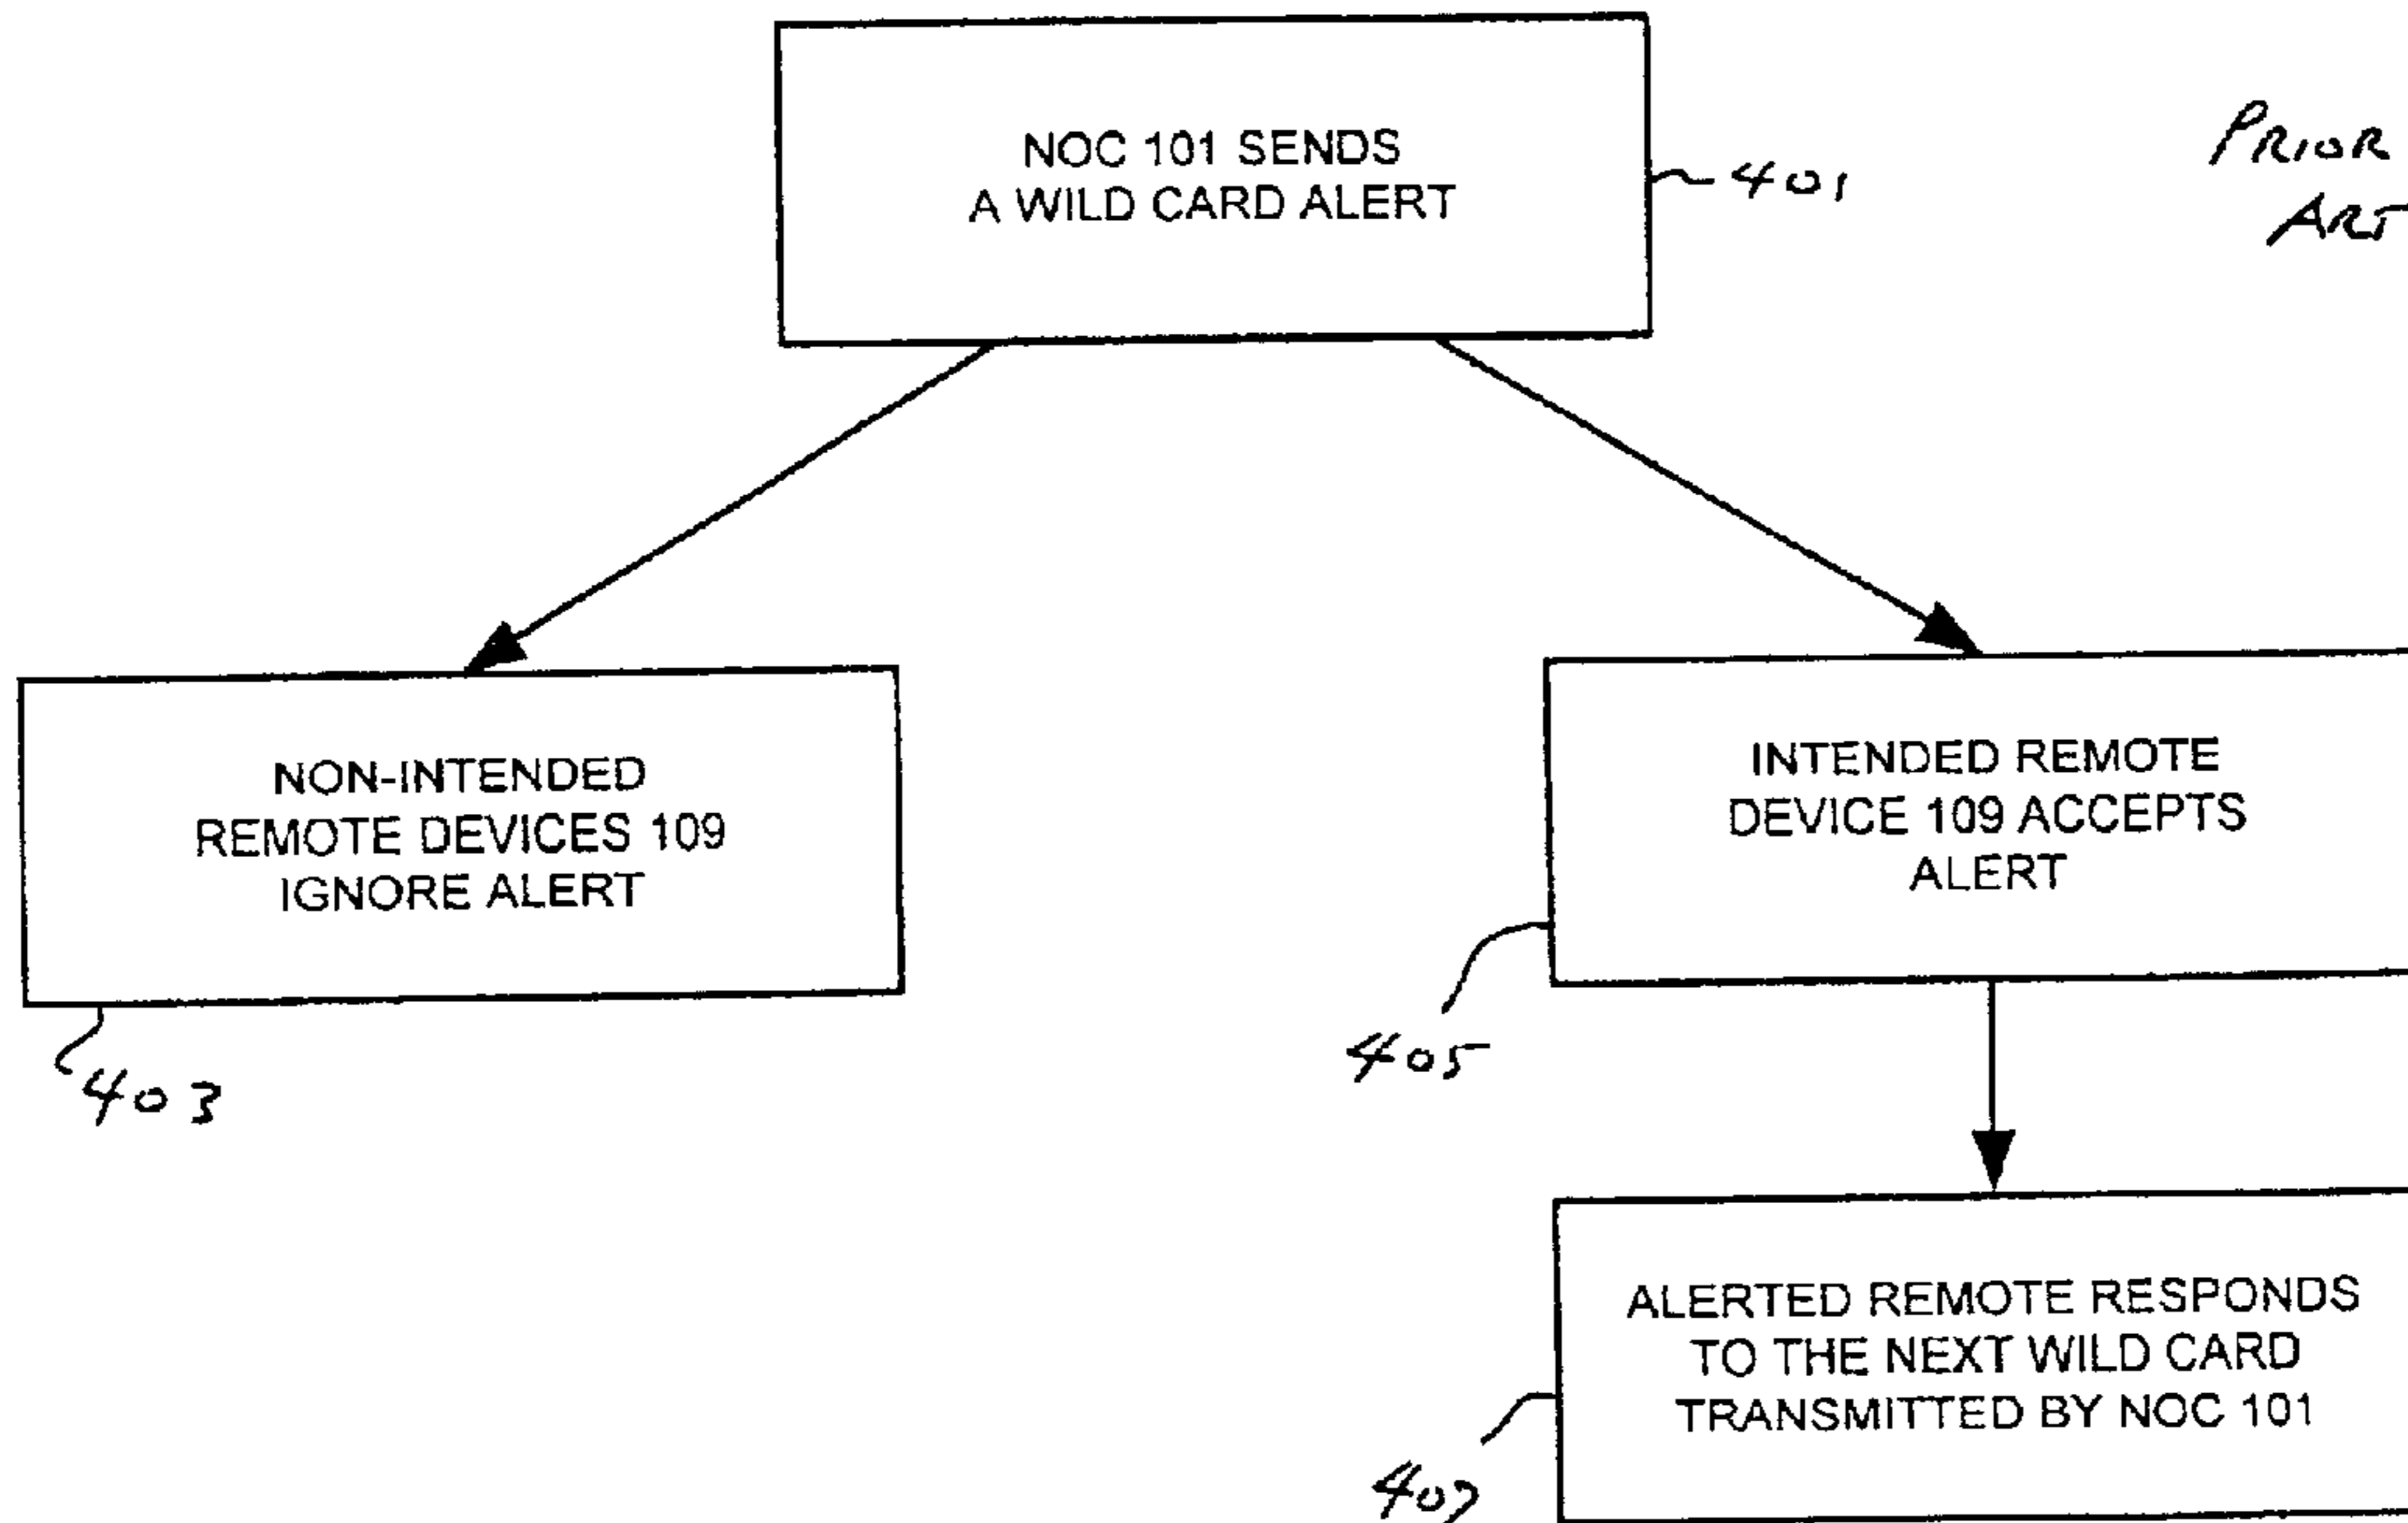 NOC 101 SENDS
A WILD CARD ALERT
401
PRIOR
ART
NON-INTENDED
REMOTE DEVICES 109
IGNORE ALERT
403
INTENDED REMOTE
DEVICE 109 ACCEPTS
ALERT
405
ALERTED REMOTE RESPONDS
TO THE NEXT WILD CARD
TRANSMITTED BY NOC 101
407